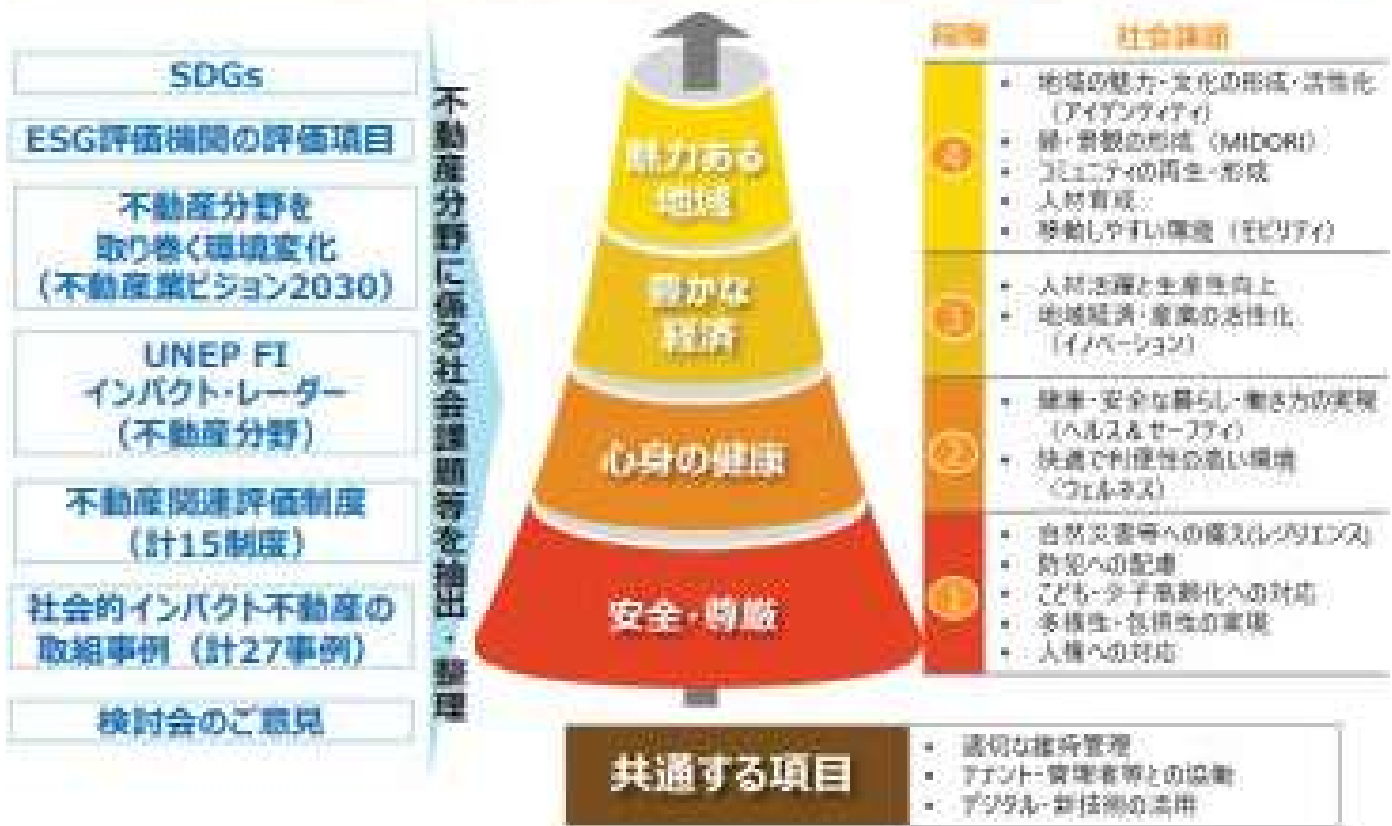 SDGs
ESG評価機関の評価項目
不動産分野を
取り巻く環境変化
(不動産業ビジョン2030)
UNEP FI
インパクト・レーダー
(不動産分野)
不動産関連評価制度
(計15制度)
社会的インパクト不動産の
取組事例(計27事例)
検討会のご意見
不動産分野に係る社会課題等を抽出・整理
魅力ある
地域
豊かな
経済
心身の健康
安全・尊厳
段階
社会課題
④
• 地域の魅力・文化の形成・活性化
(アイデンティティ)
• 緑・景観の形成(MIDORI)
• コミュニティの再生・形成
• 人材育成
• 移動しやすい環境(モビリティ)
③
• 人材活躍と生産性向上
• 地域経済・産業の活性化
(イノベーション)
②
• 健康・安全な暮らし・働き方の実現
(ヘルス&セーフティ)
• 快適で利便性の高い環境
(ウェルネス)
①
• 自然災害等への備え(レジリエンス)
• 防犯への配慮
• こども・少子高齢化への対応
• 多様性・包摂性の実現
• 人権への対応
共通する項目
• 適切な維持管理
• テナント・管理者等との協働
• デジタル・新技術の活用